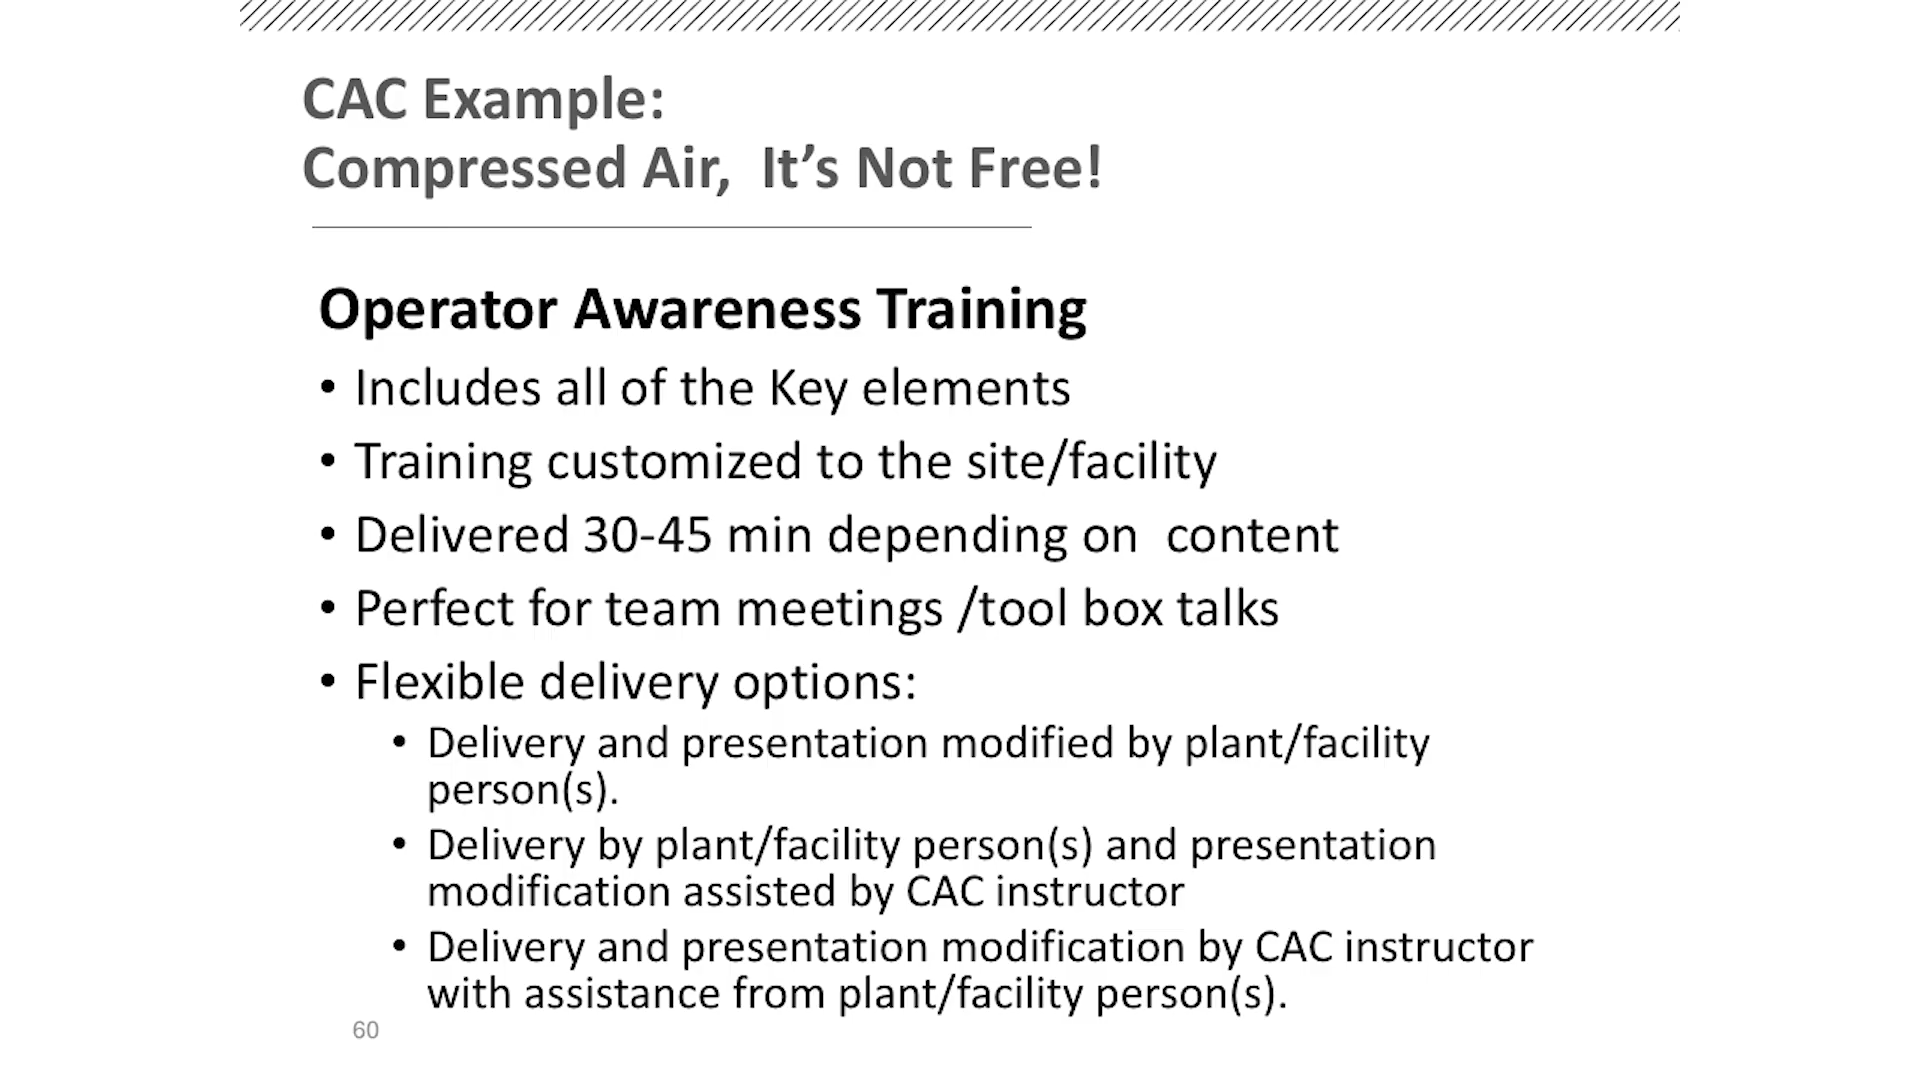 CAC Example:
Compressed Air,  It’s Not Free!
Operator Awareness Training
• Includes all of the Key elements
• Training customized to the site/facility
• Delivered 30-45 min depending on  content
• Perfect for team meetings /tool box talks
• Flexible delivery options:
• Delivery and presentation modified by plant/facility
person(s).
• Delivery by plant/facility person(s) and presentation
modification assisted by CAC instructor
• Delivery and presentation modification by CAC instructor
with assistance from plant/facility person(s).
60